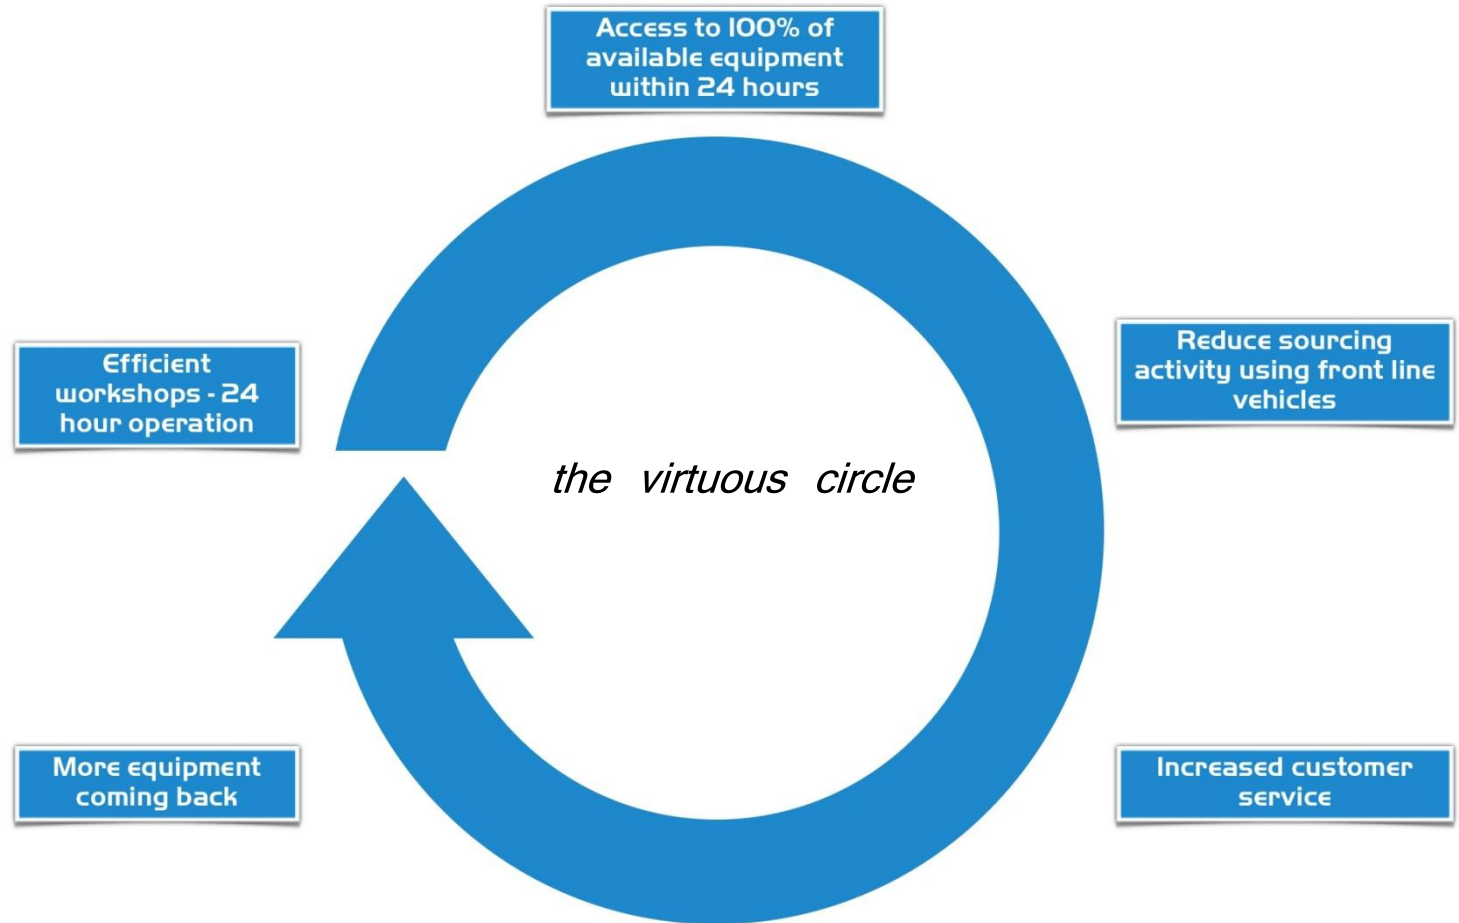 Access to 100% of
available equipment
within 24 hours
Efficient
workshops - 24
hour operation
Reduce sourcing
activity using front line
vehicles
the virtuous circle
More equipment
coming back
Increased customer
service